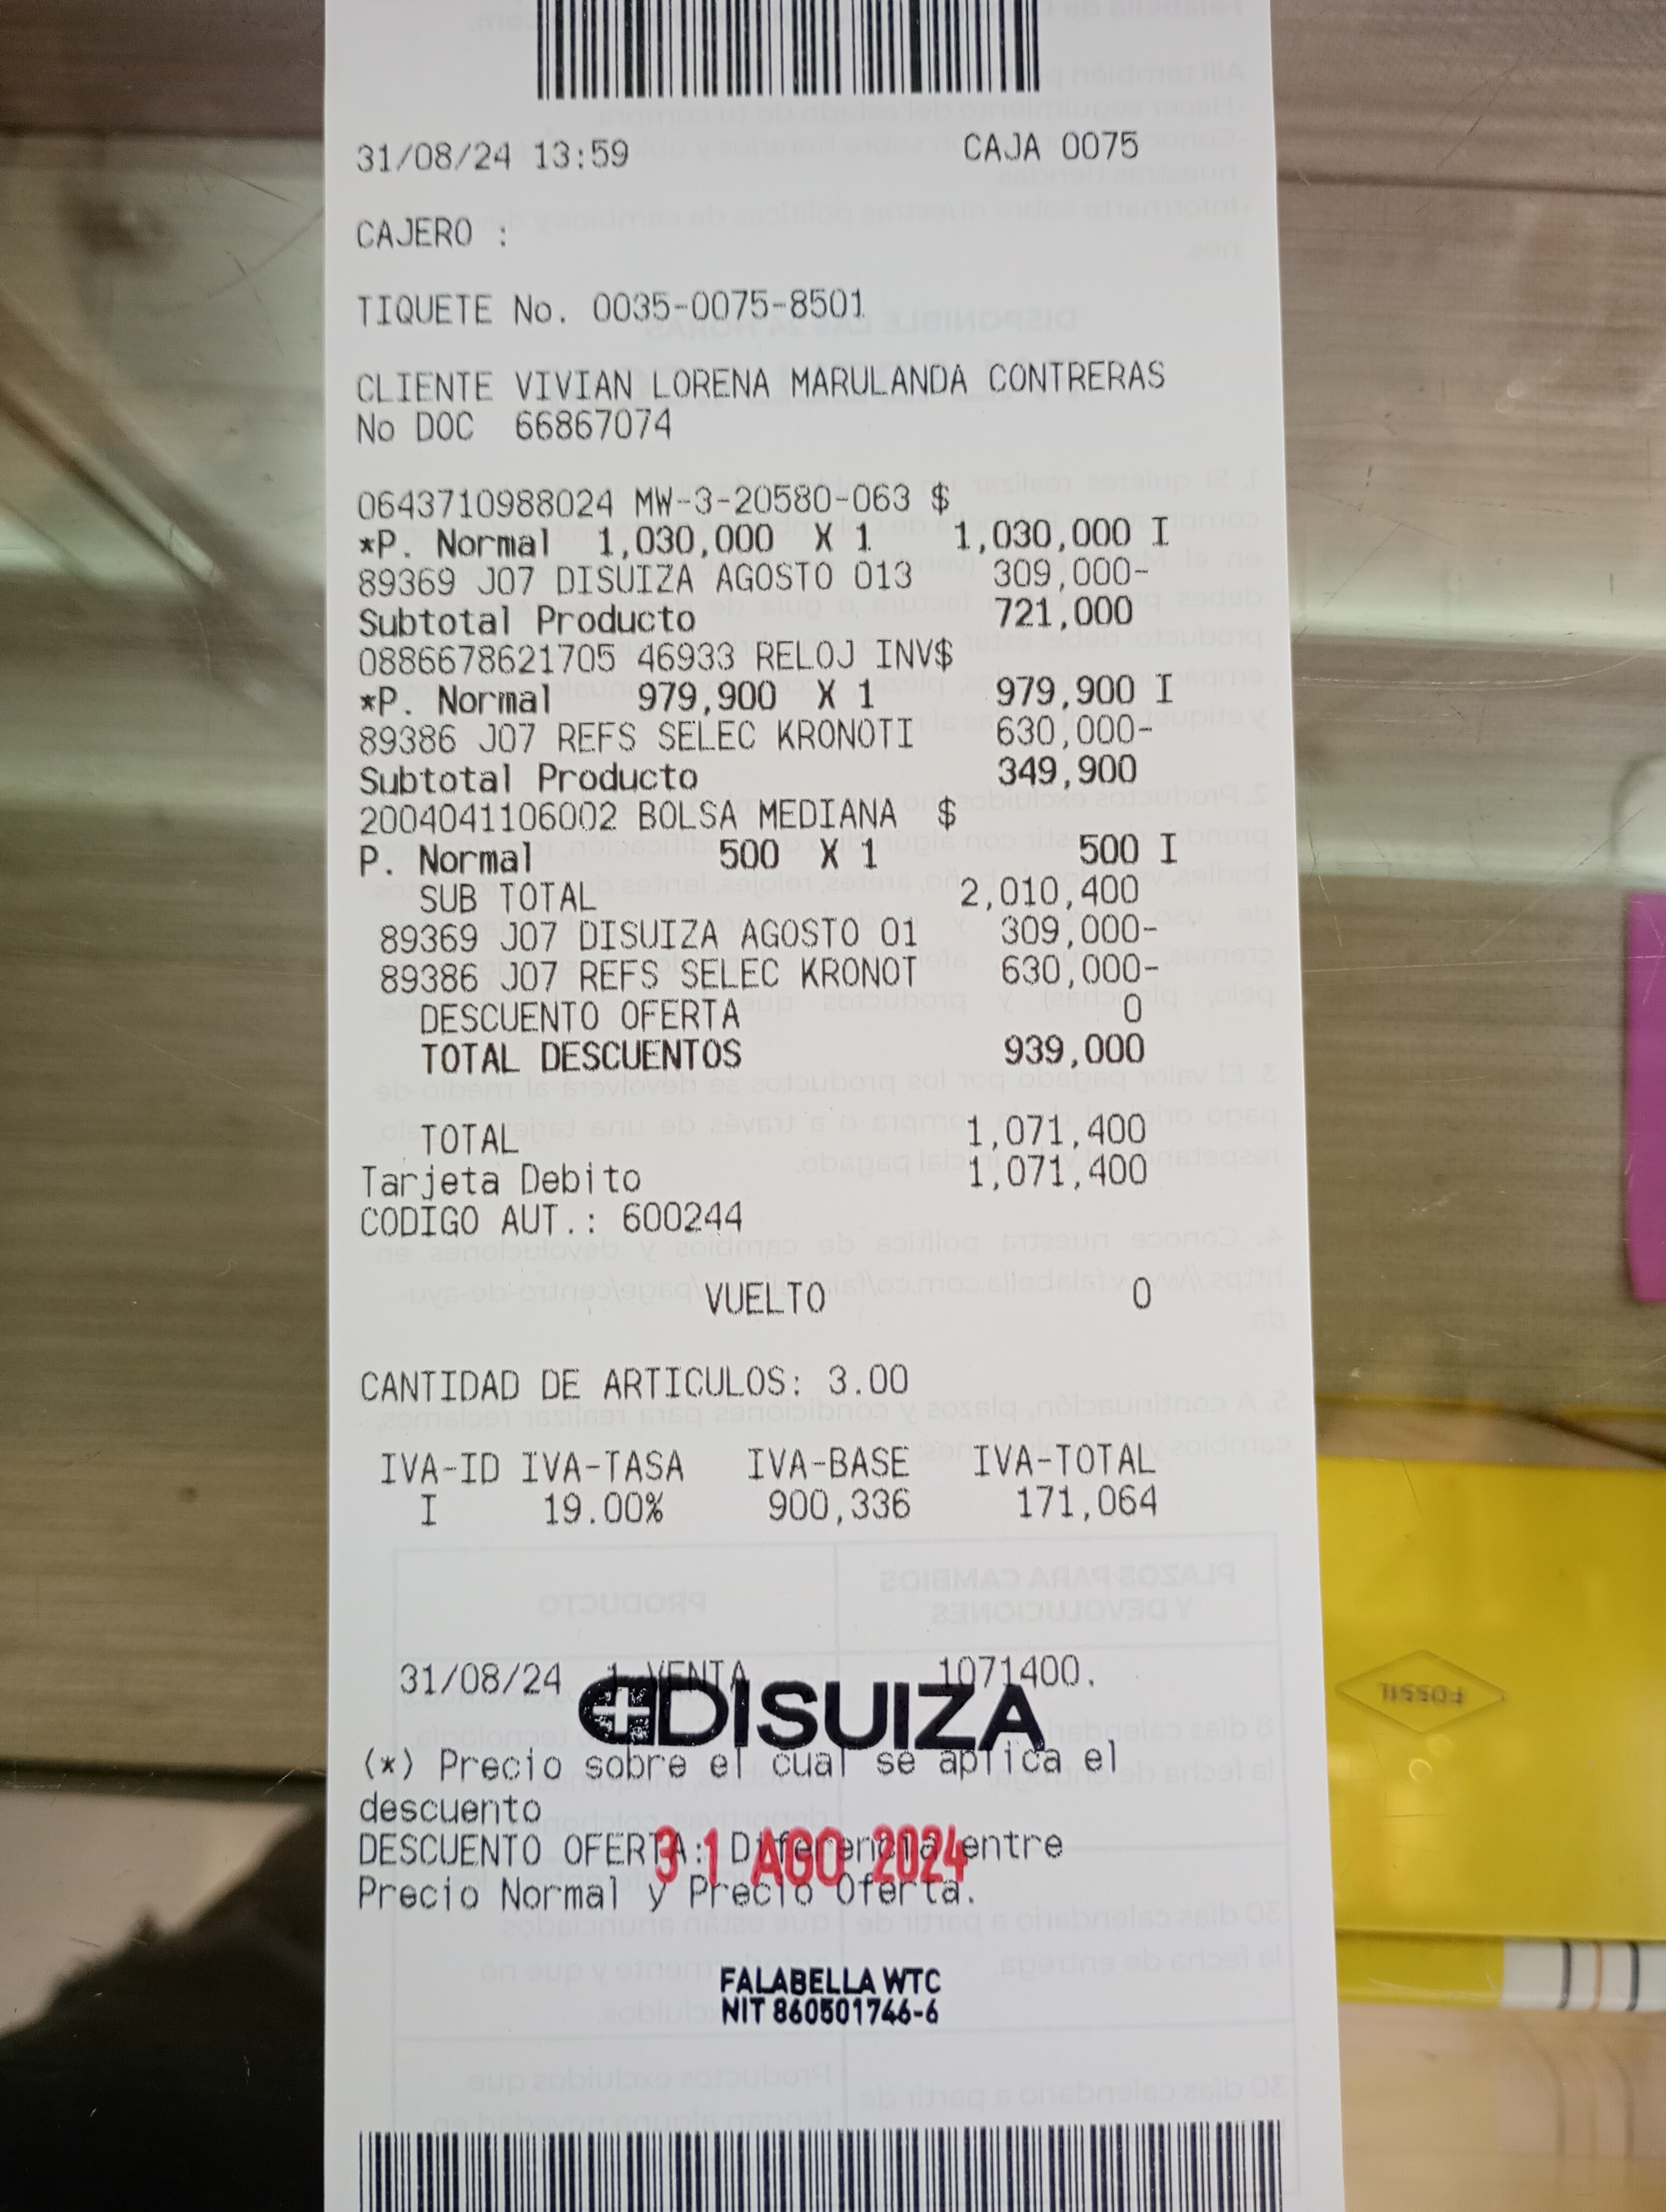 31/08/24 13:59 CAJA 0075
CAJERO :
TIQUETE No. 0035-0075-8501
CLIENTE VIVIAN LORENA MARULANDA CONTRERAS
No DOC 66867074
0643710988024 MW-3-20580-063 $
*P. Normal 1,030,000 X 1 1,030,000 I
89369 J07 DISUIZA AGOSTO 013 309,000-
Subtotal Producto 721,000
0886678621705 46933 RELOJ INV$
*P. Normal 979,900 X 1 979,900 I
89386 J07 REFS SELEC KRONOTI 630,000-
Subtotal Producto 349,900
2004041106002 BOLSA MEDIANA $
P. Normal 500 X 1 500 I
SUB TOTAL 2,010,400
89369 J07 DISUIZA AGOSTO 01 309,000-
89386 J07 REFS SELEC KRONOT 630,000-
DESCUENTO OFERTA 0
TOTAL DESCUENTOS 939,000
TOTAL 1,071,400
Tarjeta Debito 1,071,400
CODIGO AUT.: 600244
VUELTO 0
CANTIDAD DE ARTICULOS: 3.00
IVA-ID IVA-TASA IVA-BASE IVA-TOTAL
I 19.00% 900,336 171,064
31/08/24 1 VENTA 1071400.
DISUIZA
(*) Precio sobre el cual se aplica el
descuento
DESCUENTO OFERTA: Diferencia entre
31 AGO 2024
Precio Normal y Precio Oferta.
FALABELLA WTC
NIT 860501746-6
FOSSIL